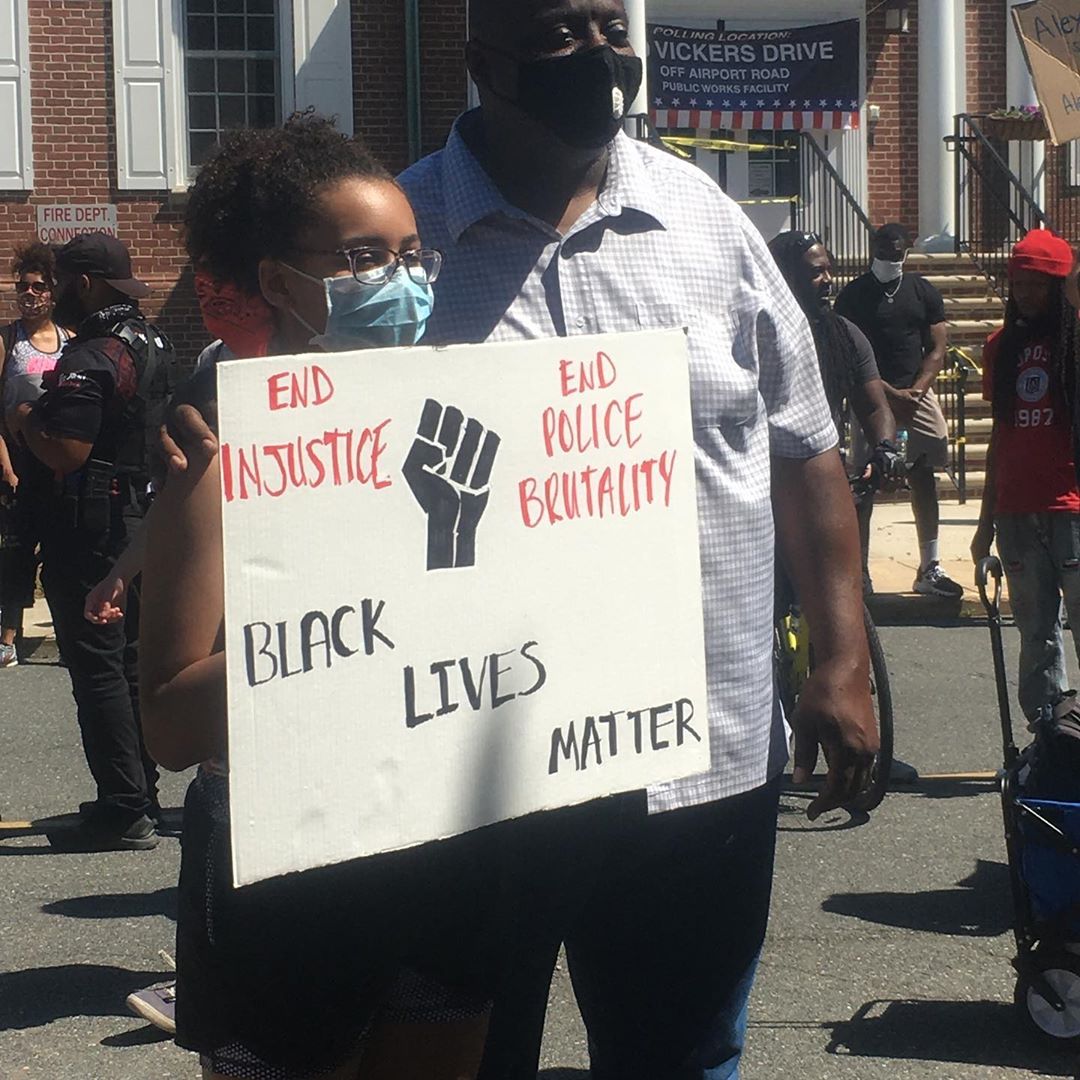 POLLING LOCATION:
VICKERS DRIVE
OFF AIRPORT ROAD
PUBLIC WORKS FACILITY
FIRE DEPT.
CONNECTION
1987
END
INJUSTICE
END
POLICE
BRUTALITY
BLACK
LIVES
MATTER